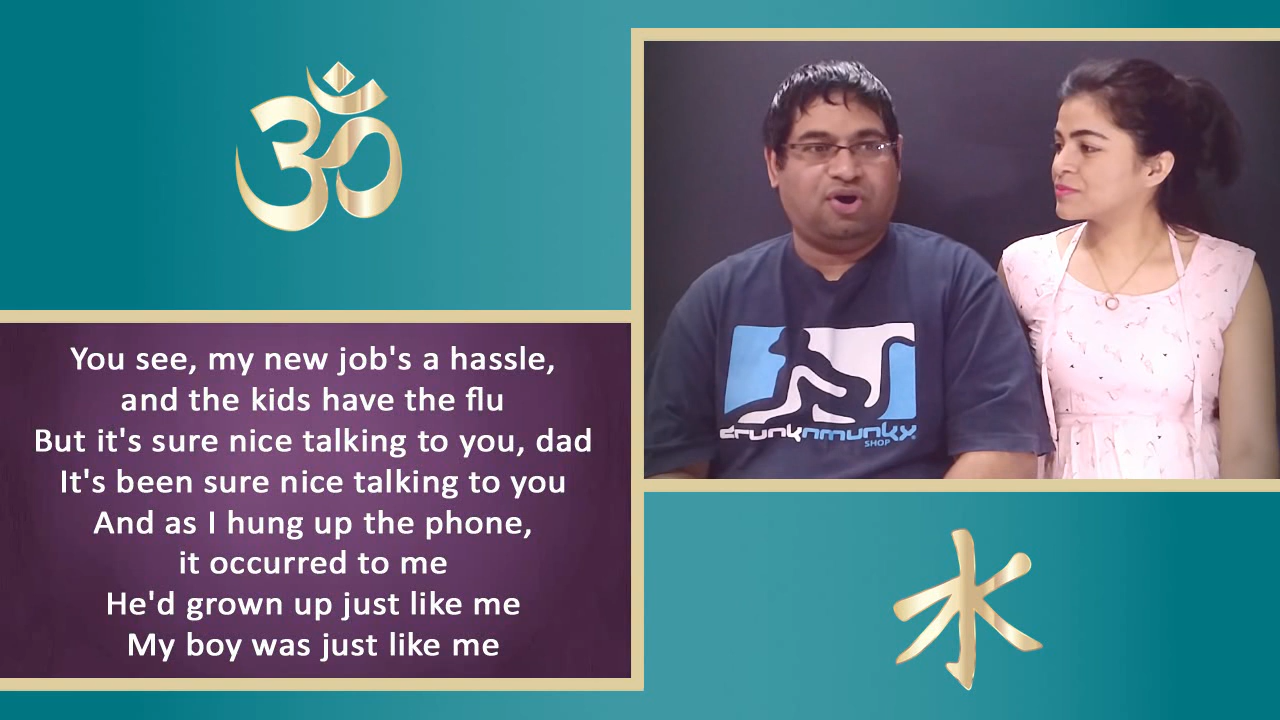 ॐ
You see, my new job's a hassle,
and the kids have the flu
But it's sure nice talking to you, dad
It's been sure nice talking to you
And as I hung up the phone,
it occurred to me
He'd grown up just like me
My boy was just like me
drunknmunky
SHOP
水